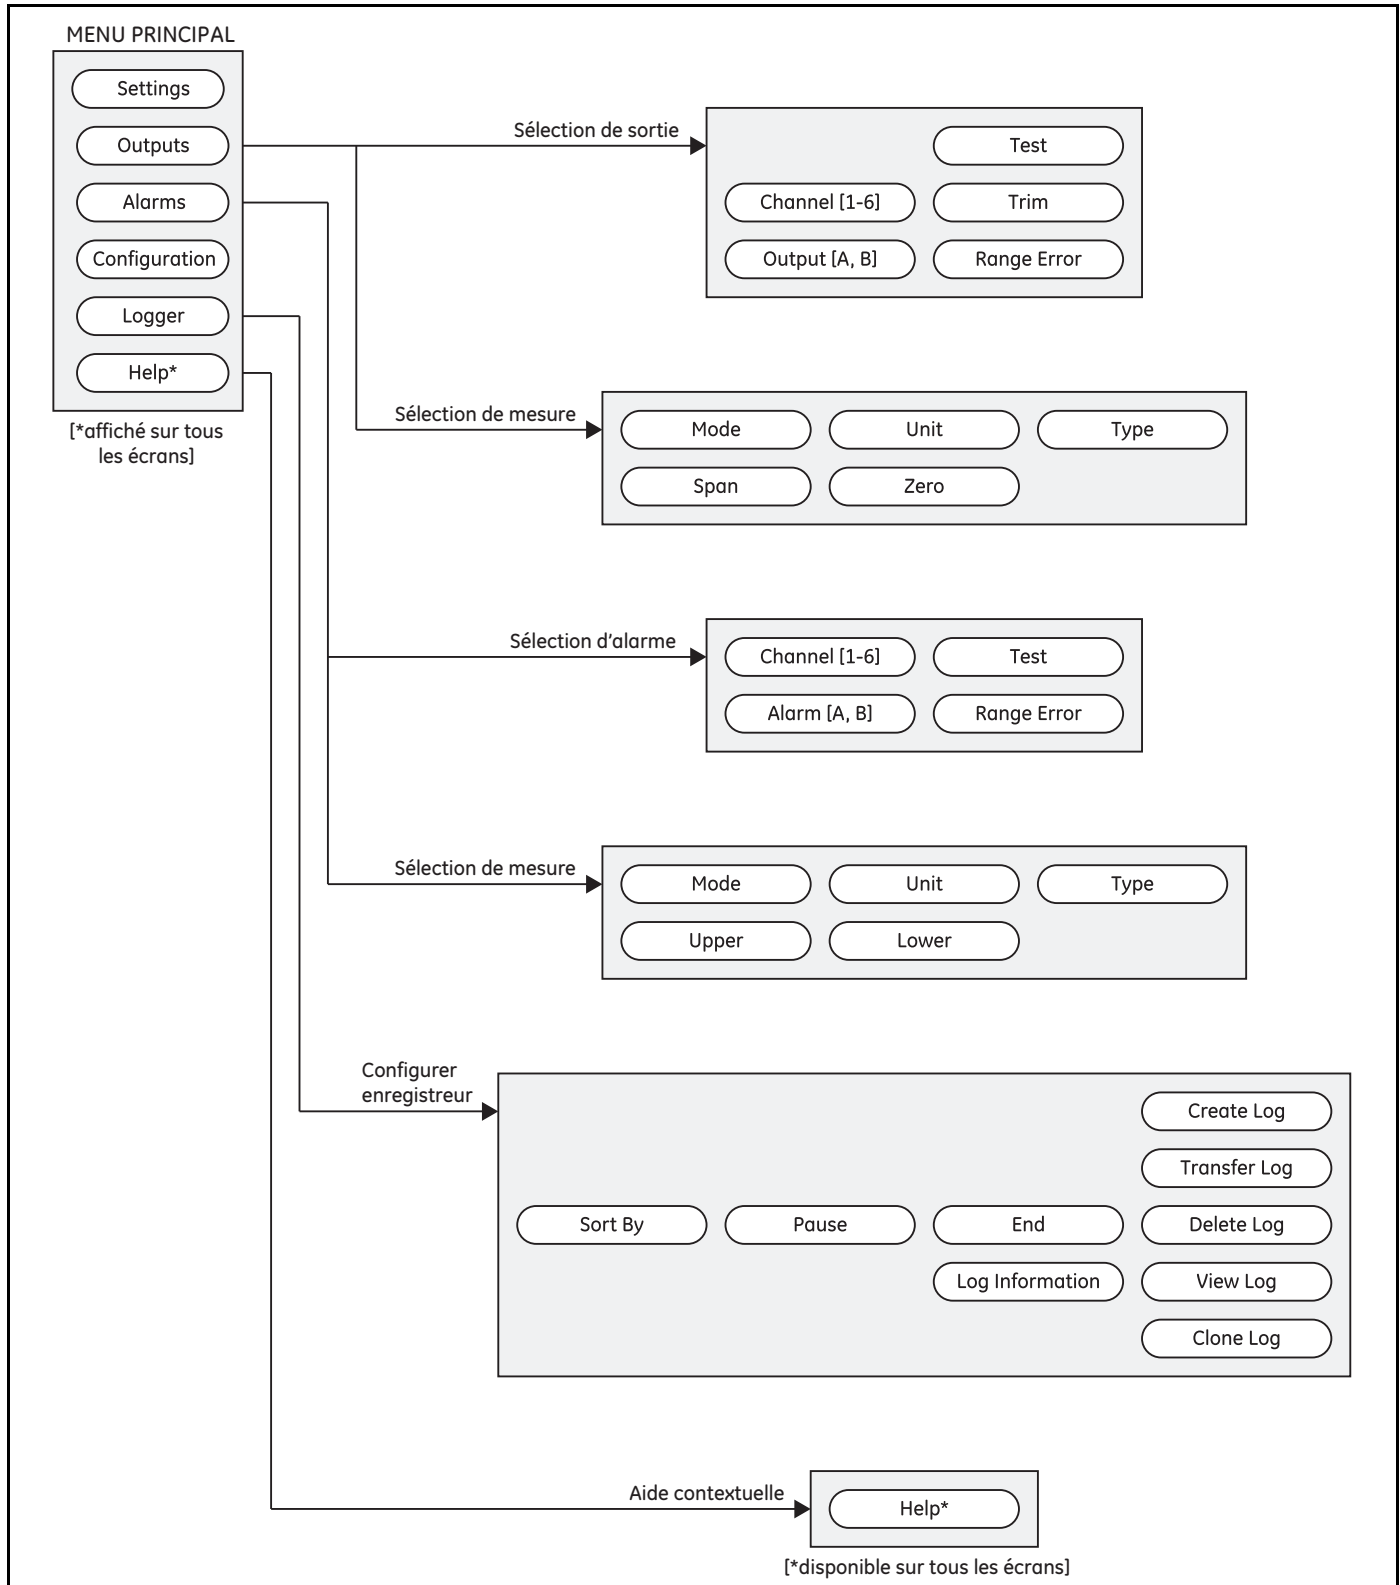 MENU PRINCIPAL
Settings
Outputs
Alarms
Configuration
Logger
Help*
[*affiché sur tous
les écrans]
Sélection de sortie
Test
Channel [1-6]
Trim
Output [A, B]
Range Error
Sélection de mesure
Mode
Unit
Type
Span
Zero
Sélection d'alarme
Channel [1-6]
Test
Alarm [A, B]
Range Error
Sélection de mesure
Mode
Unit
Type
Upper
Lower
Configurer
enregistreur
Create Log
Transfer Log
Sort By
Pause
End
Delete Log
Log Information
View Log
Clone Log
Aide contextuelle
Help*
[*disponible sur tous les écrans]